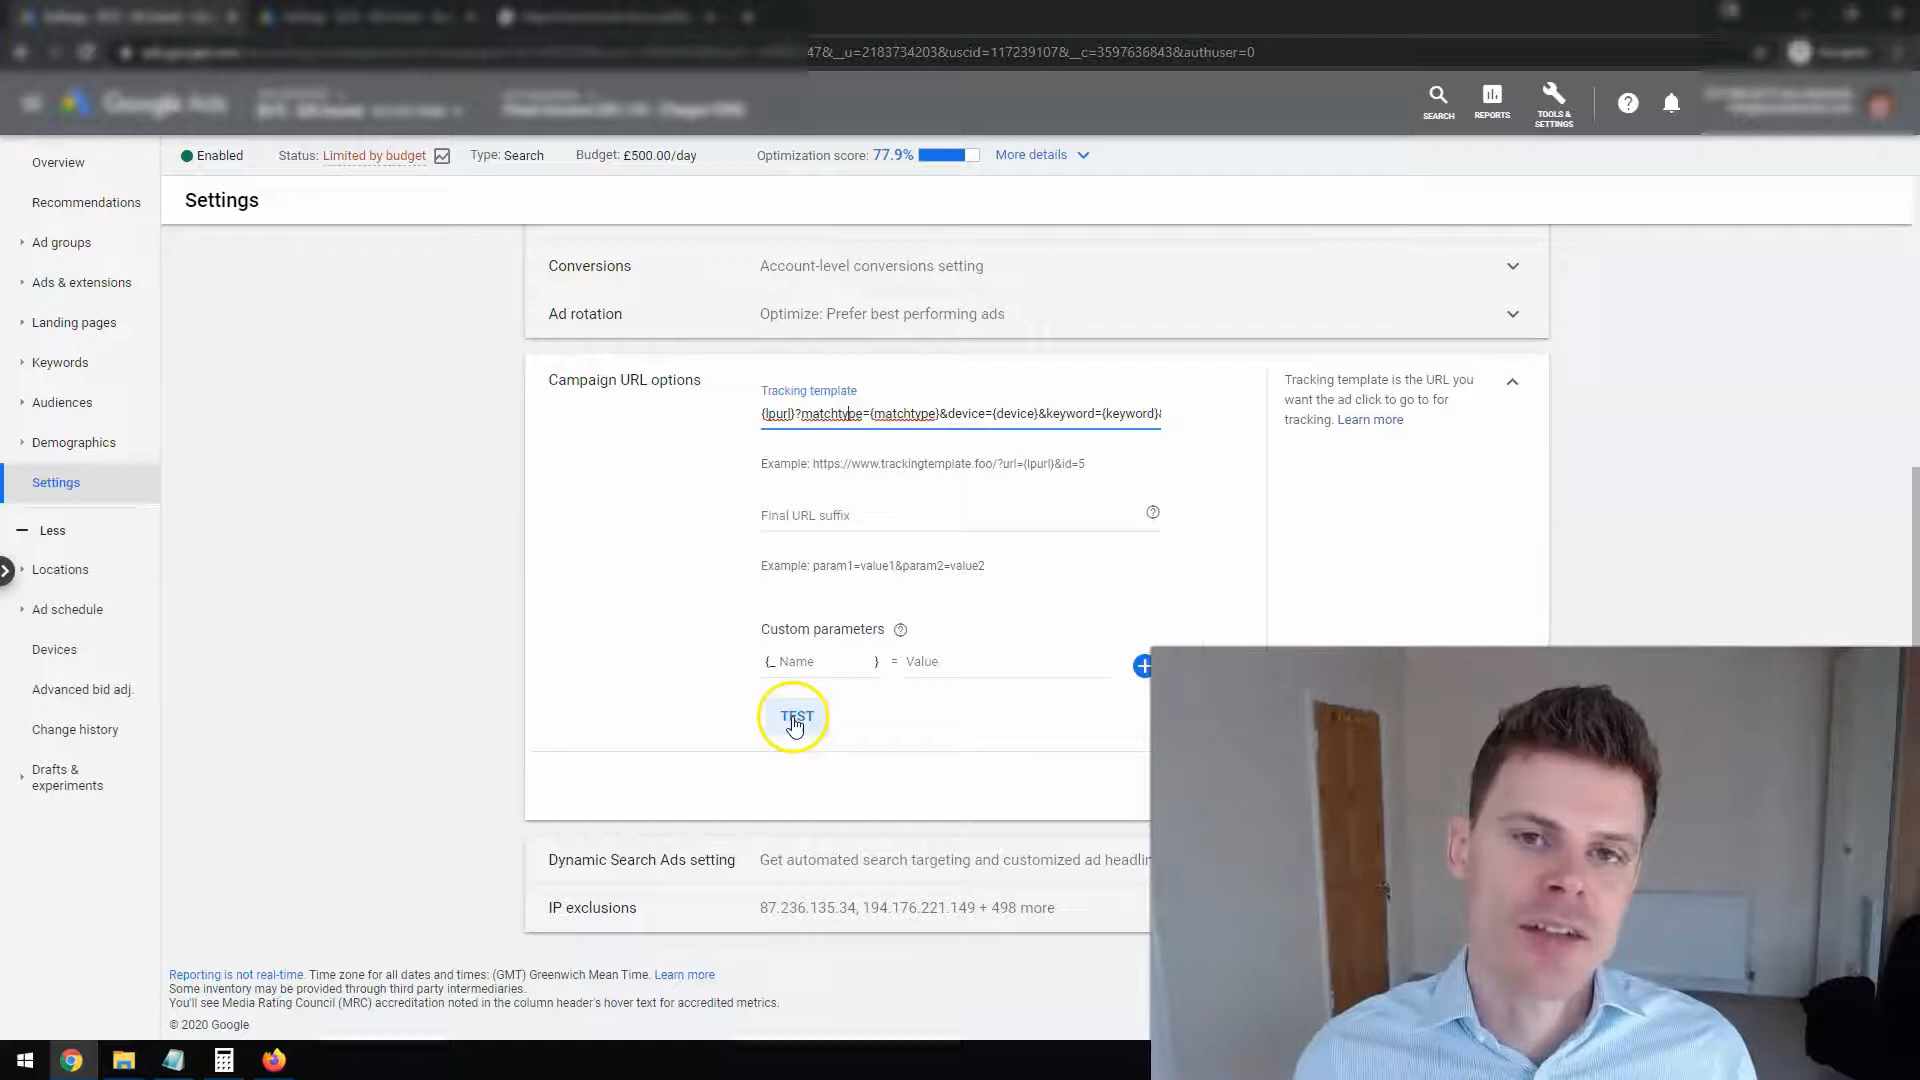 47&__u=2183734203&uscid=117239107&__c=3597636843&authuser=0
Google Ads
SEARCH
REPORTS
TOOLS &
SETTINGS
Enabled
Status: Limited by budget
Type: Search
Budget: £500.00/day
Optimization score: 77.9%
More details
Overview
Recommendations
Ad groups
Ads & extensions
Landing pages
Keywords
Audiences
Demographics
Settings
Less
Locations
Ad schedule
Devices
Advanced bid adj.
Change history
Drafts &
experiments
Settings
Conversions
Account-level conversions setting
Ad rotation
Optimize: Prefer best performing ads
Campaign URL options
Tracking template
{lpurl}?matchtype={matchtype}&device={device}&keyword={keyword}&
Example: https://www.trackingtemplate.foo/?url={lpurl}&id=5
Final URL suffix
Example: param1=value1&param2=value2
Custom parameters
{_ Name } = Value
TEST
Tracking template is the URL you
want the ad click to go to for
tracking. Learn more
Dynamic Search Ads setting
Get automated search targeting and customized ad headlin
IP exclusions
87.236.135.34, 194.176.221.149 + 498 more
Reporting is not real-time. Time zone for all dates and times: (GMT) Greenwich Mean Time. Learn more
Some inventory may be provided through third party intermediaries.
You'll see Media Rating Council (MRC) accreditation noted in the column header's hover text for accredited metrics.
© 2020 Google